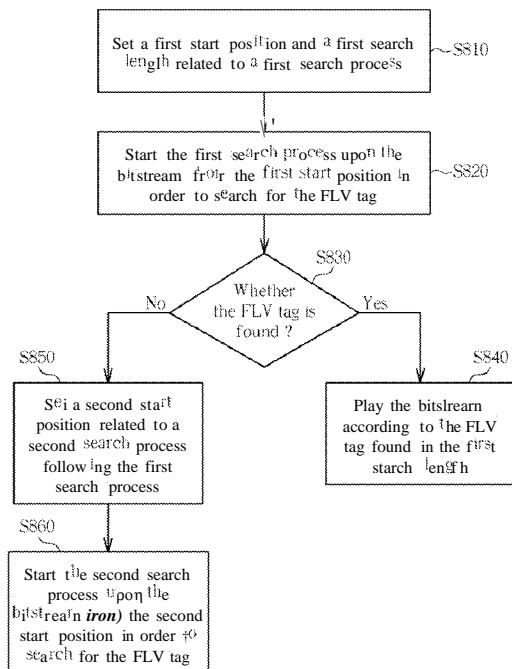 Set a first start position and a first search
length related to a first search process
S810
Start the first search process upon the
bitstream from the first start position in
order to search for the FLV tag
S820
S830
Whether
the FLV tag is
found ?
No
Yes
S850
S840
Set a second start
position related to a
second search process
following the first
search process
Play the bitslrearn
according to the FLV
tag found in the first
starch length
S860
Start the second search
process upon the
bitstrearn iron) the second
start position in order to
search for the FLV tag